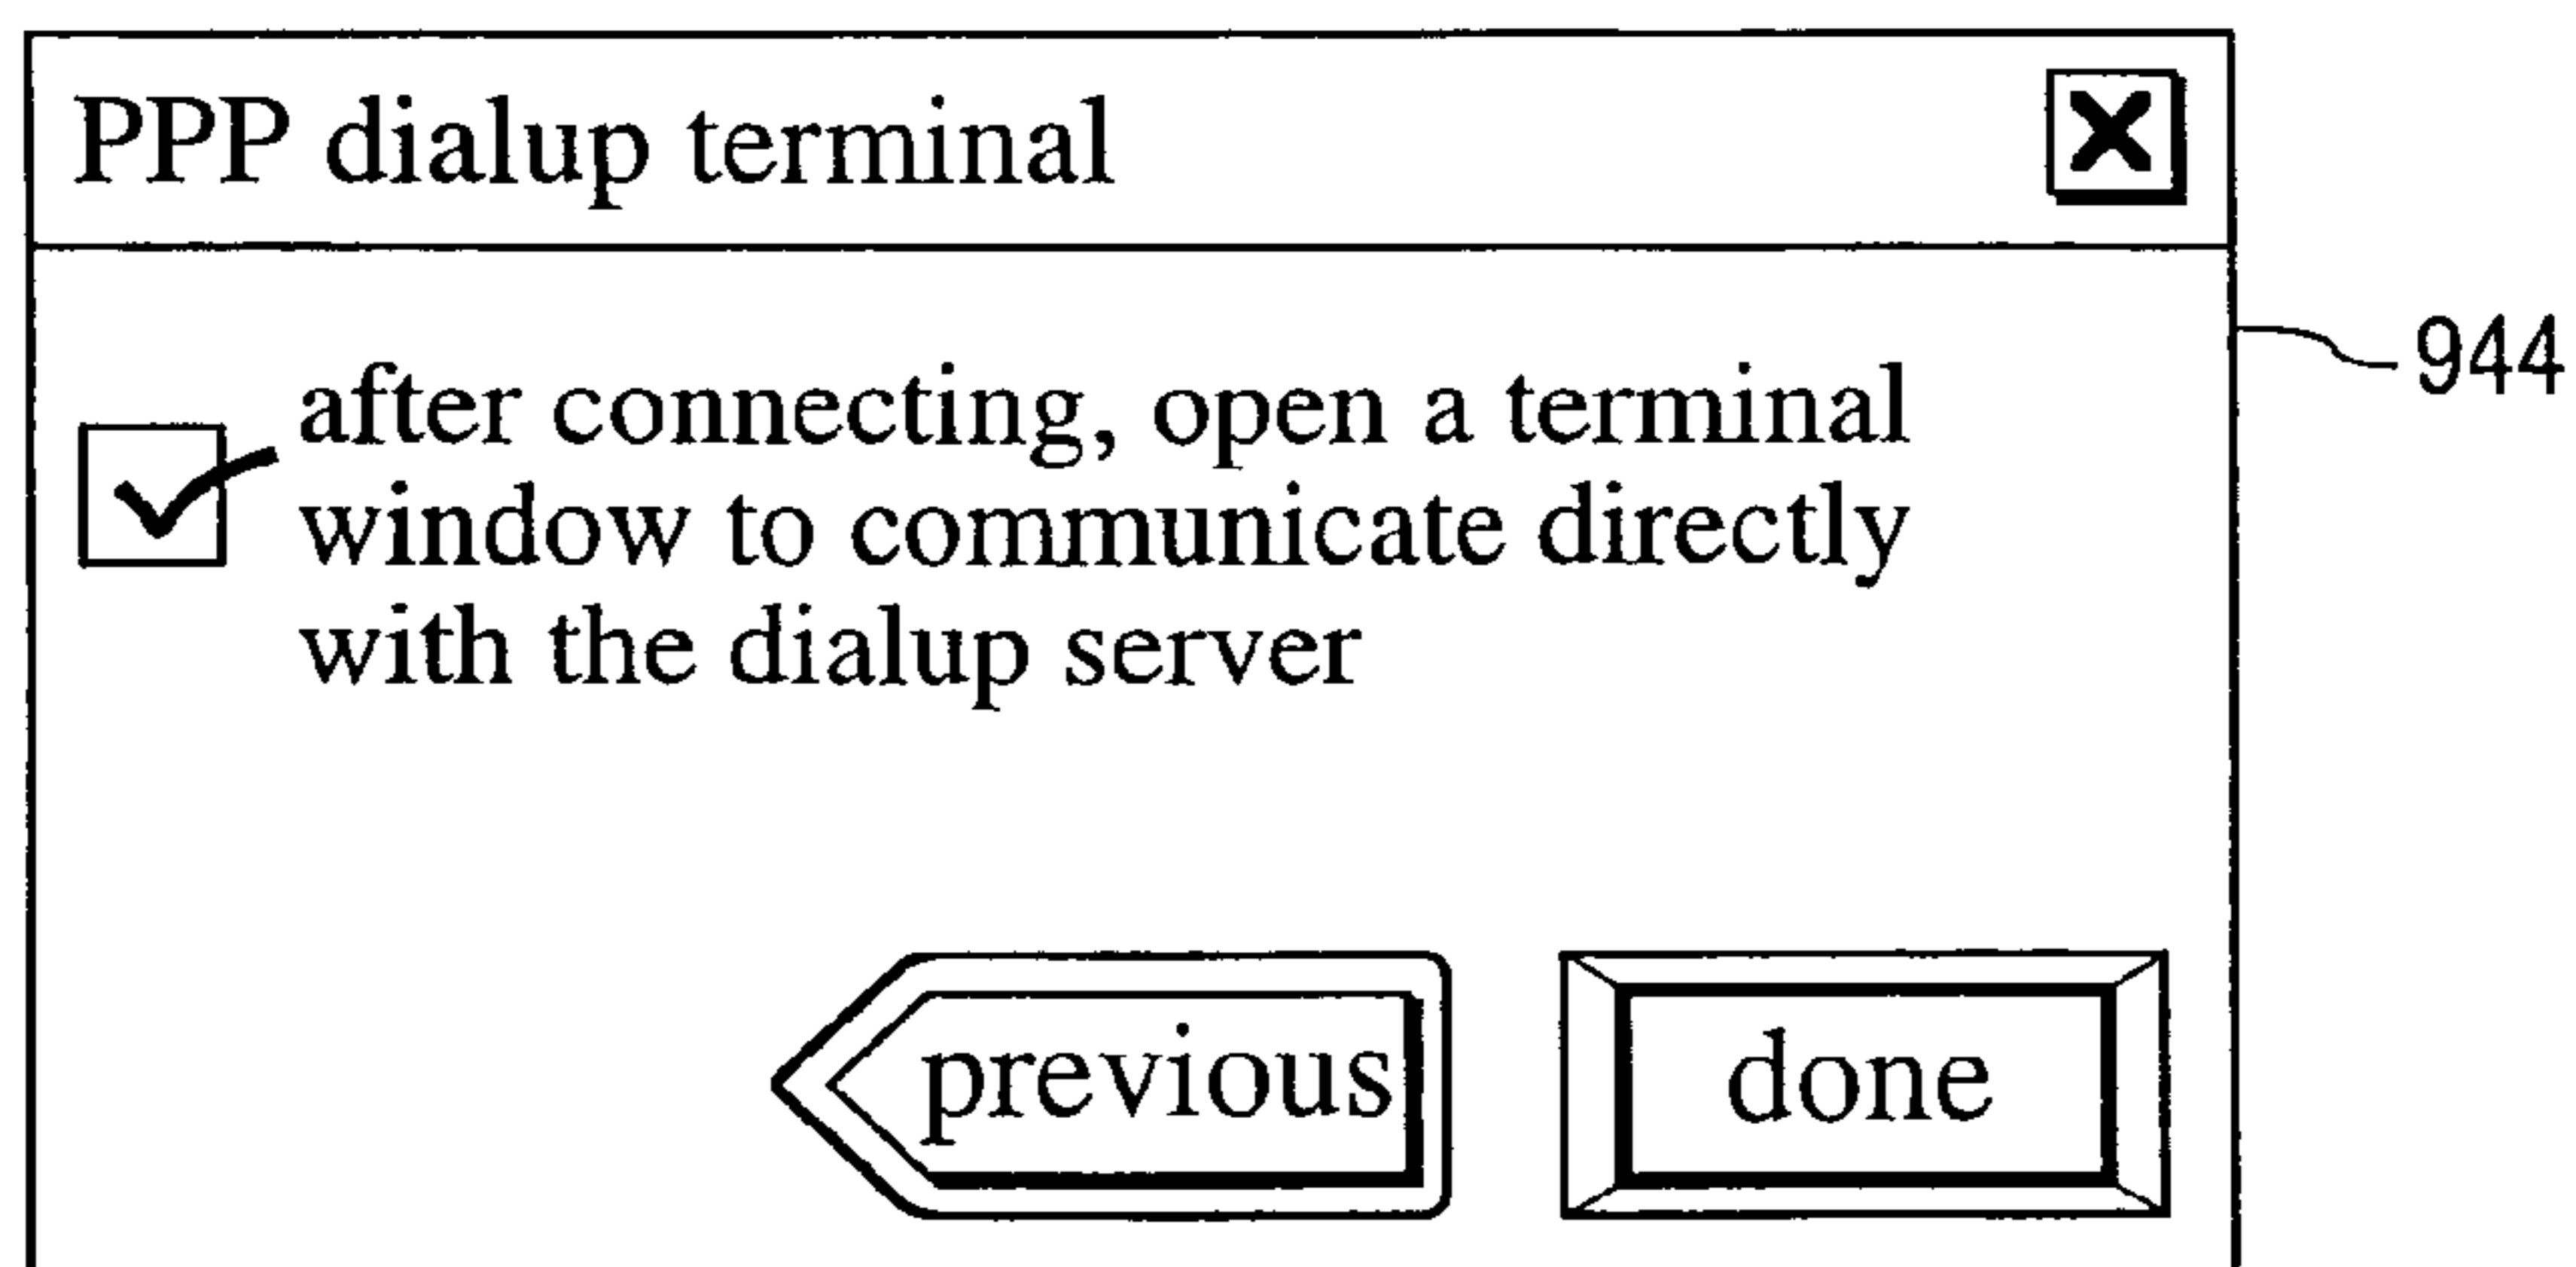 PPP dialup terminal
944
after connecting, open a terminal
window to communicate directly
with the dialup server
previous
done